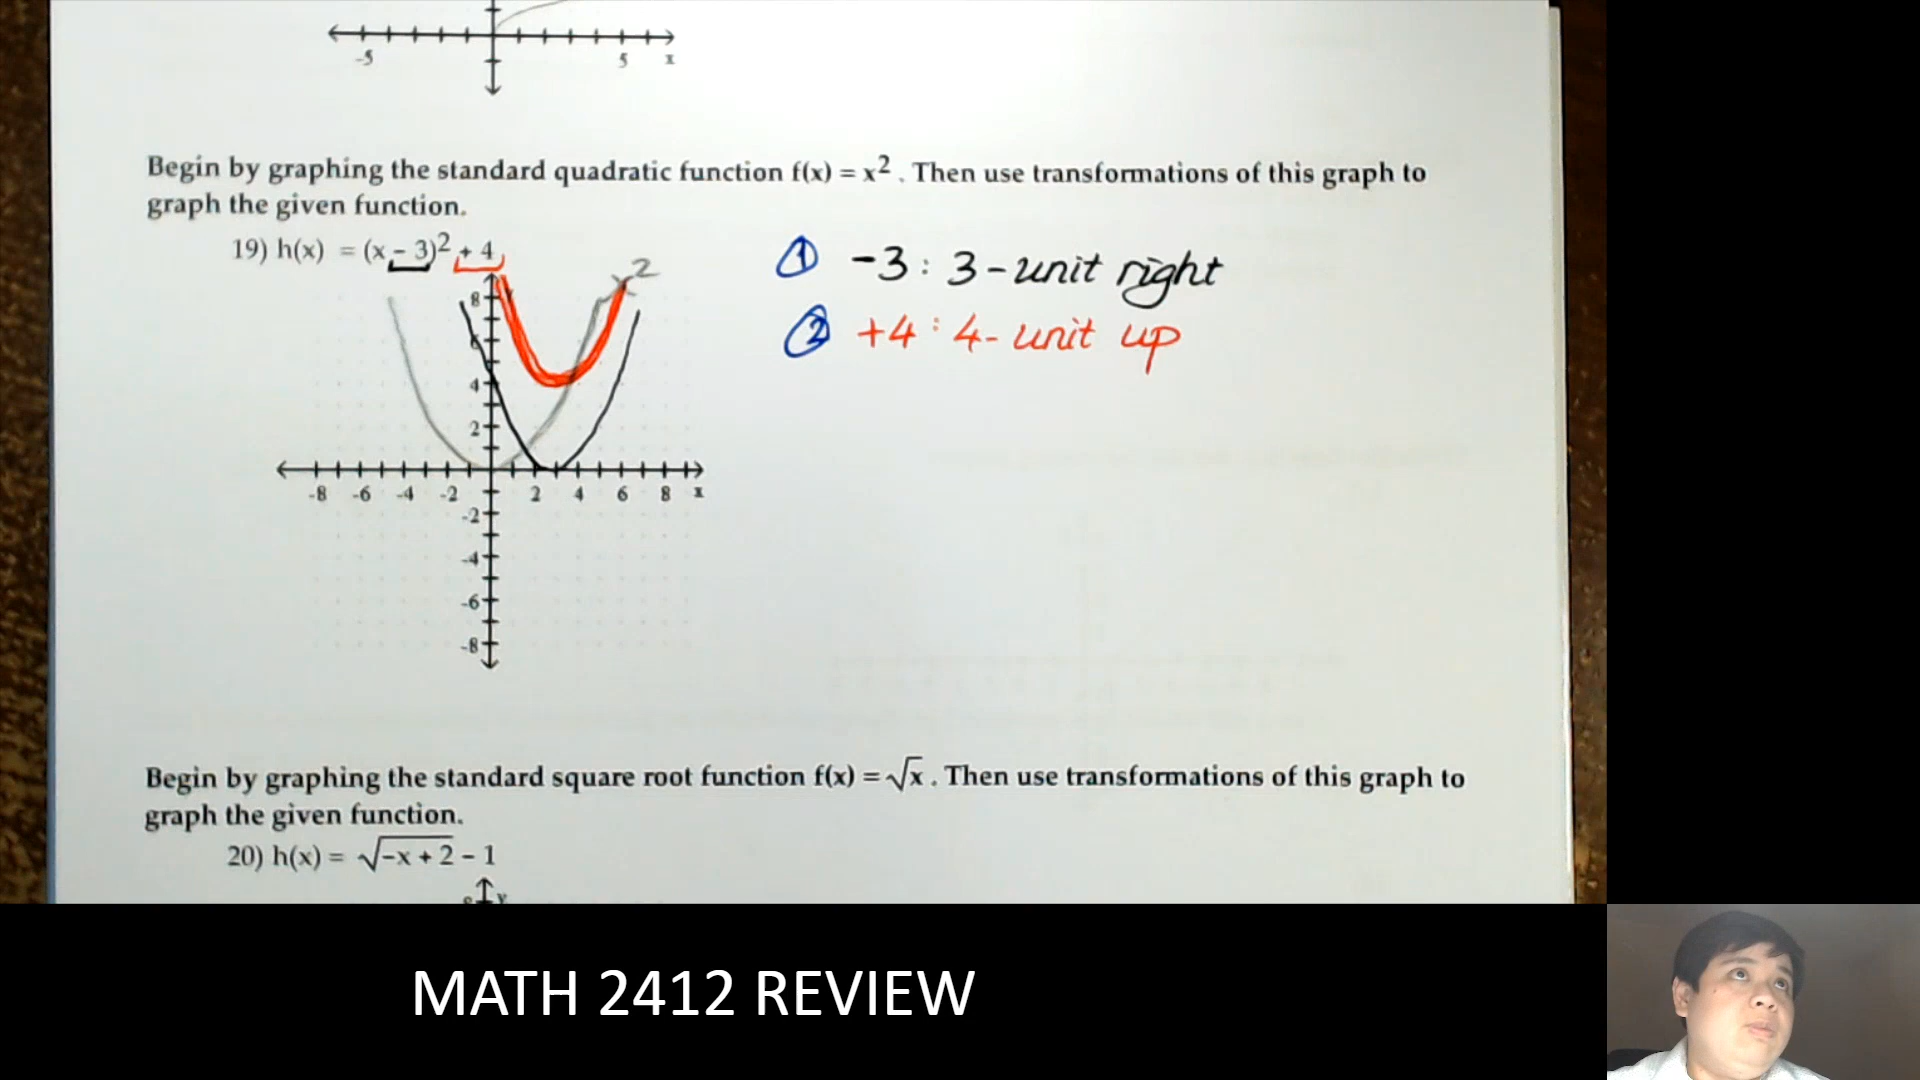 -5 5 x
Begin by graphing the standard quadratic function f(x) = x². Then use transformations of this graph to
graph the given function.
19) h(x) = (x - 3)² + 4
① -3 : 3-unit right
② +4 : 4-unit up
x²
8
6
4
2
-8 -6 -4 -2 2 4 6 8 x
-2
-4
-6
-8
Begin by graphing the standard square root function f(x) = √x. Then use transformations of this graph to
graph the given function.
20) h(x) = √(-x + 2) - 1
8 y
MATH 2412 REVIEW